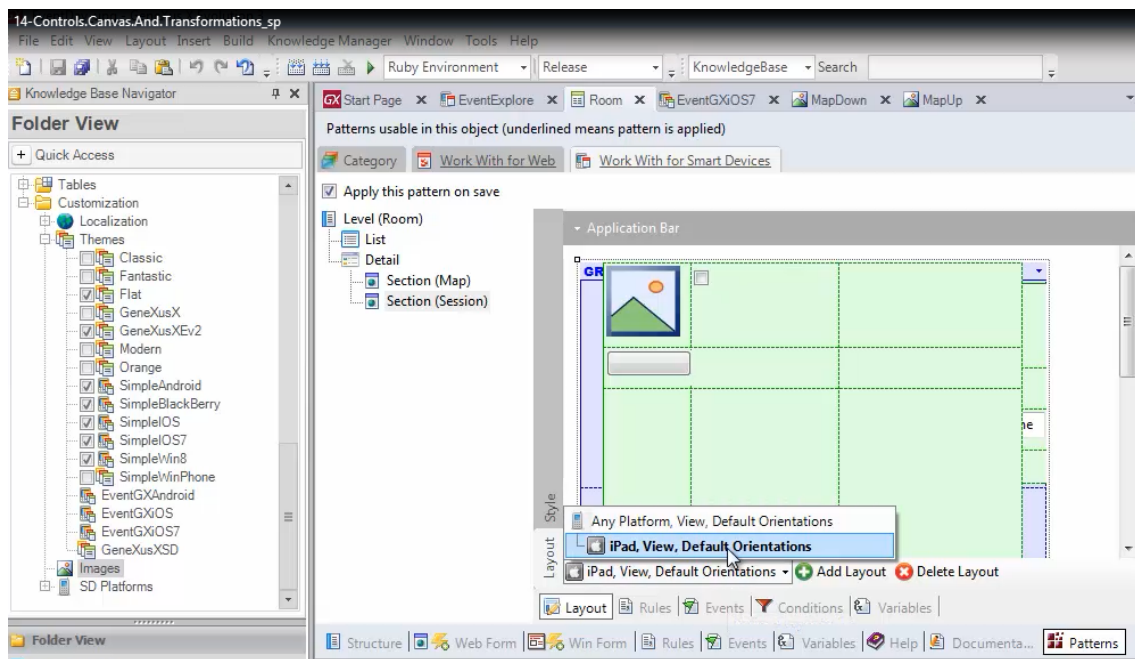 14-Controls.Canvas.And.Transformations_sp
File Edit View Layout Insert Build Knowledge Manager Window Tools Help
Ruby Environment Release KnowledgeBase Search
Knowledge Base Navigator
Start Page EventExplore Room EventGXiOS7 MapDown MapUp
Folder View
Patterns usable in this object (underlined means pattern is applied)
Quick Access
Category Work With for Web Work With for Smart Devices
Tables
Customization
Localization
Themes
Classic
Fantastic
Flat
GeneXusX
GeneXusXEv2
Modern
Orange
SimpleAndroid
SimpleBlackBerry
SimpleIOS
SimpleIOS7
SimpleWin8
SimpleWinPhone
EventGXAndroid
EventGXiOS
EventGXiOS7
GeneXusXSD
Images
SD Platforms
Folder View
Apply this pattern on save
Level (Room)
List
Detail
Section (Map)
Section (Session)
Application Bar
GR
ne
Style
Layout
Any Platform, View, Default Orientations
iPad, View, Default Orientations
iPad, View, Default Orientations Add Layout Delete Layout
Layout Rules Events Conditions Variables
Structure Web Form Win Form Rules Events Variables Help Documenta... Patterns